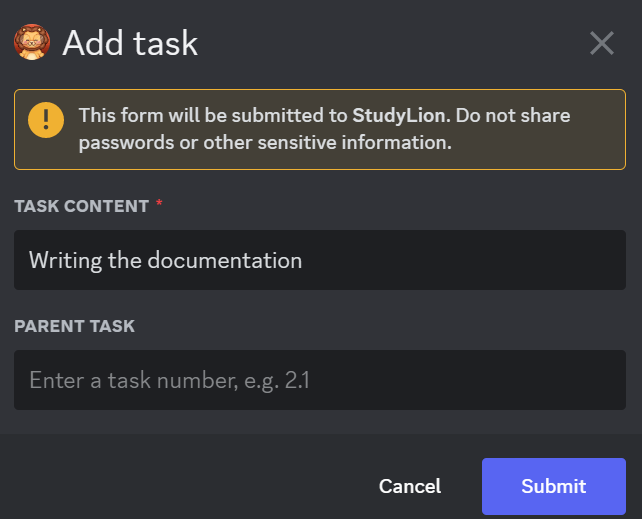 Add task
This form will be submitted to StudyLion. Do not share
passwords or other sensitive information.
TASK CONTENT *
Writing the documentation
PARENT TASK
Enter a task number, e.g. 2.1
Cancel Submit